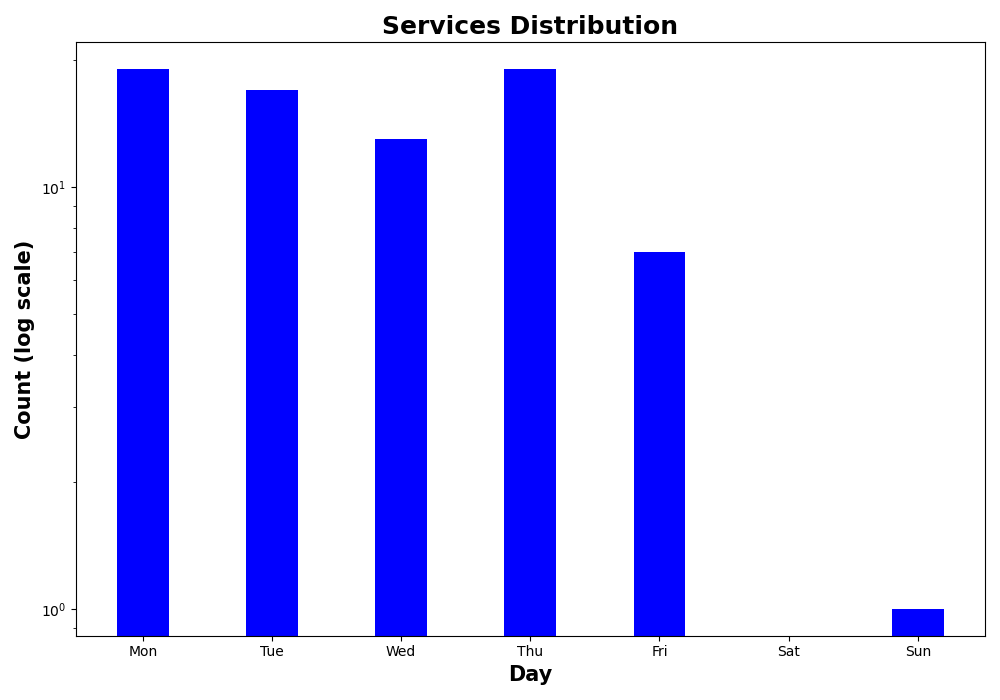 Services Distribution
Count (log scale)
10¹
10⁰
Mon Tue Wed Thu Fri Sat Sun
Day